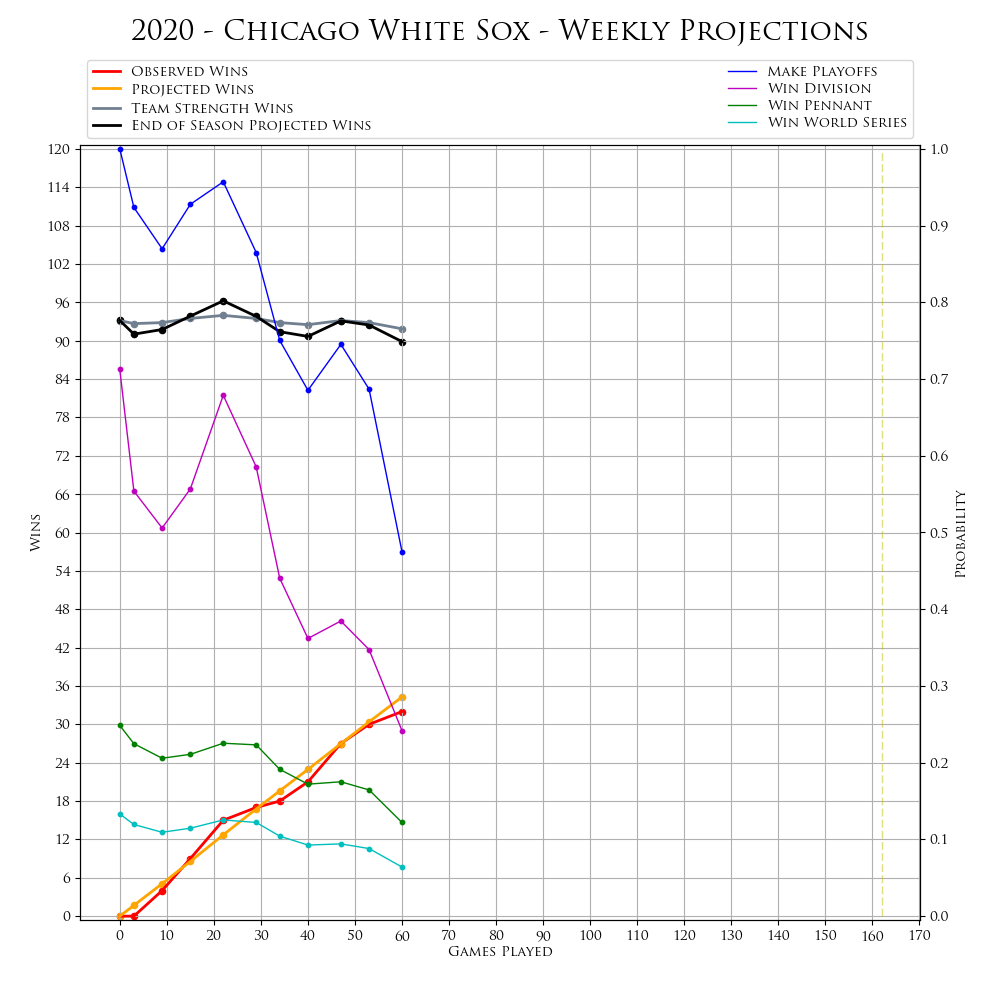 2020 - Chicago White Sox - Weekly Projections
Observed Wins
Projected Wins
Team Strength Wins
End of Season Projected Wins
Make Playoffs
Win Division
Win Pennant
Win World Series
120
114
108
102
96
90
84
78
72
66
60
54
48
42
36
30
24
18
12
6
0
Wins
1.0
0.9
0.8
0.7
0.6
0.5
0.4
0.3
0.2
0.1
0.0
Probability
0 10 20 30 40 50 60 70 80 90 100 110 120 130 140 150 160 170
Games Played